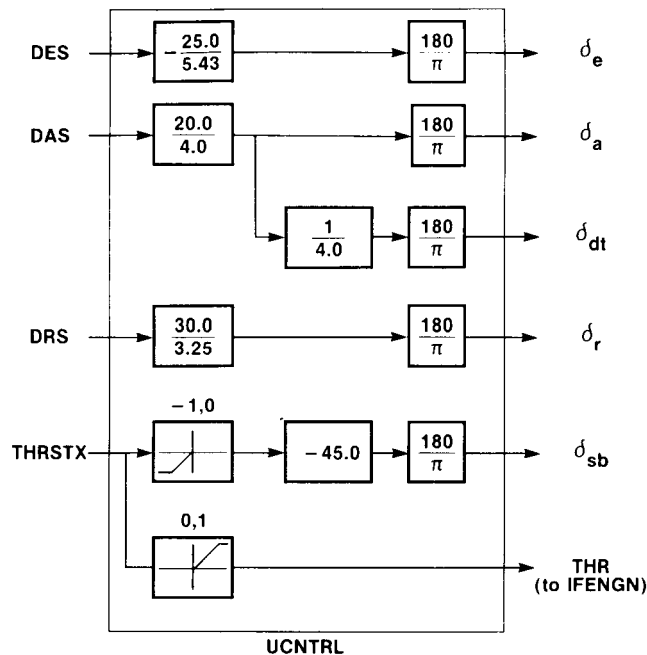 DES
- 25.0
5.43
180
π
δe
DAS
20.0
4.0
180
π
δa
1
4.0
180
π
δdt
DRS
30.0
3.25
180
π
δr
-1,0
THRSTX
-45.0
180
π
δsb
0,1
THR
(to IFENGN)
UCNTRL